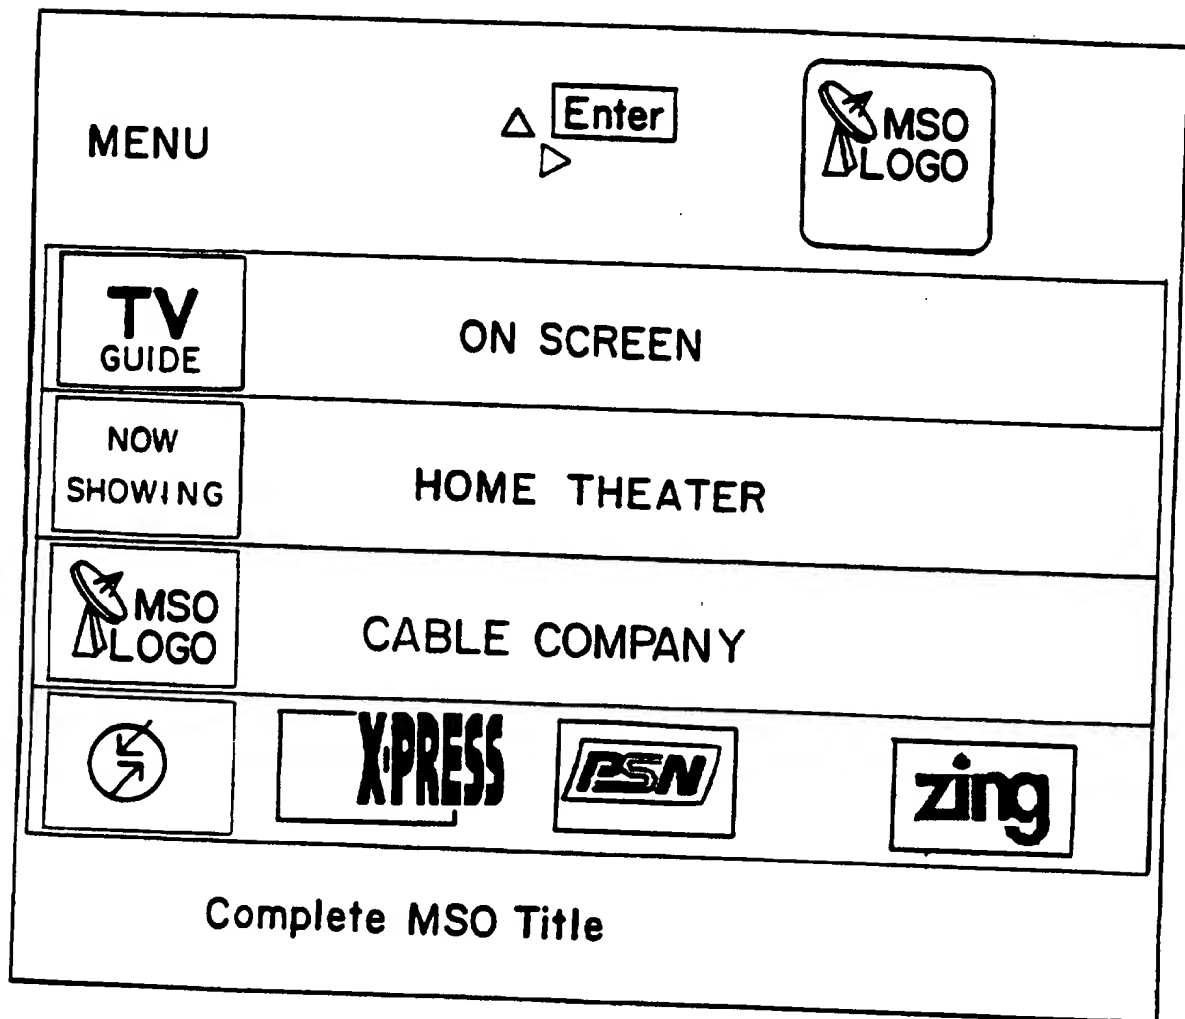 MENU
Enter
MSO
LOGO
TV
GUIDE
ON SCREEN
NOW
SHOWING
HOME THEATER
MSO
LOGO
CABLE COMPANY
X·PRESS
PSN
zing
Complete MSO Title